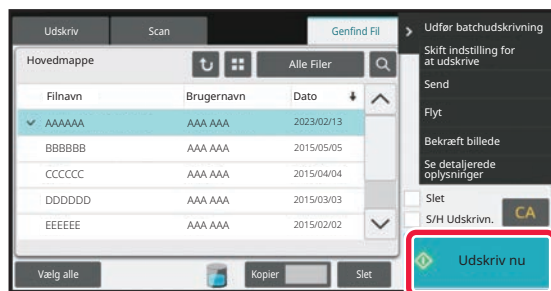 Udskriv Scan Genfind Fil
Hovedmappe Alle Filer
Filnavn Brugernavn Dato
AAAAAA AAA AAA 2023/02/13
BBBBBB AAA AAA 2015/05/05
CCCCCC AAA AAA 2015/04/04
DDDDDD AAA AAA 2015/03/03
EEEEEE AAA AAA 2015/02/02
Vælg alle Kopier Slet
Udfør batchudskrivning
Skift indstilling for
at udskrive
Send
Flyt
Bekræft billede
Se detaljerede
oplysninger
Slet
S/H Udskrivn. CA
Udskriv nu